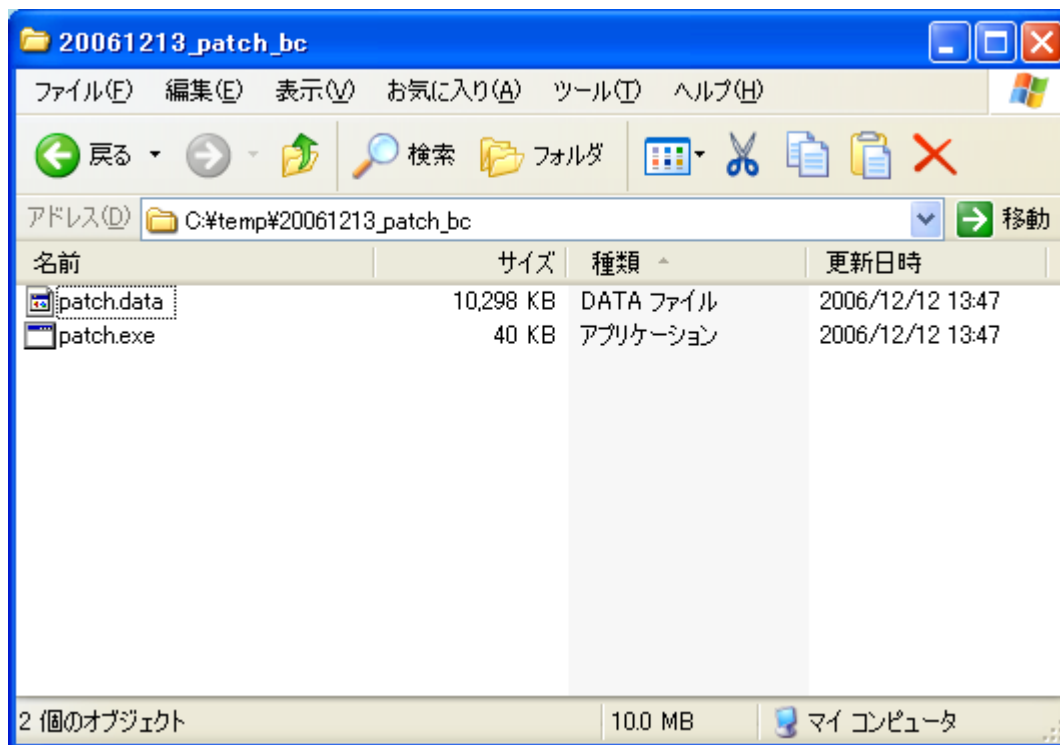 20061213_patch_bc
ファイル(F) 編集(E) 表示(V) お気に入り(A) ツール(T) ヘルプ(H)
戻る 検索 フォルダ
アドレス(D) C:¥temp¥20061213_patch_bc 移動
名前 サイズ 種類 更新日時
patch.data 10,298 KB DATA ファイル 2006/12/12 13:47
patch.exe 40 KB アプリケーション 2006/12/12 13:47
2 個のオブジェクト 10.0 MB マイ コンピュータ